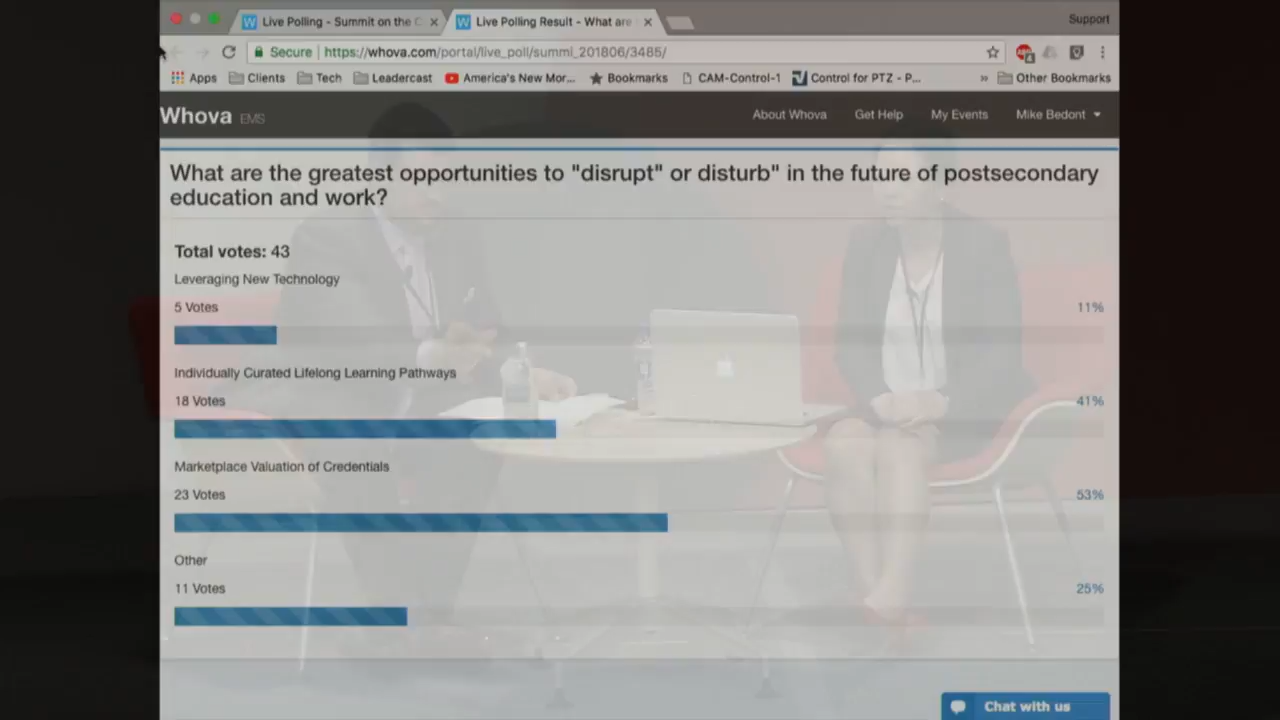 Live Polling - Summit on the
Live Polling Result - What are
Support
Secure
https://whova.com/portal/live_poll/summi_201806/3485/
Apps
Clients
Tech
Leadercast
America's New Mor...
Bookmarks
CAM-Control-1
Control for PTZ - P...
»
Other Bookmarks
Whova EMS
About Whova
Get Help
My Events
Mike Bedont
What are the greatest opportunities to "disrupt" or disturb" in the future of postsecondary
education and work?
Total votes: 43
Leveraging New Technology
5 Votes
11%
Individually Curated Lifelong Learning Pathways
18 Votes
41%
Marketplace Valuation of Credentials
23 Votes
53%
Other
11 Votes
25%
Chat with us